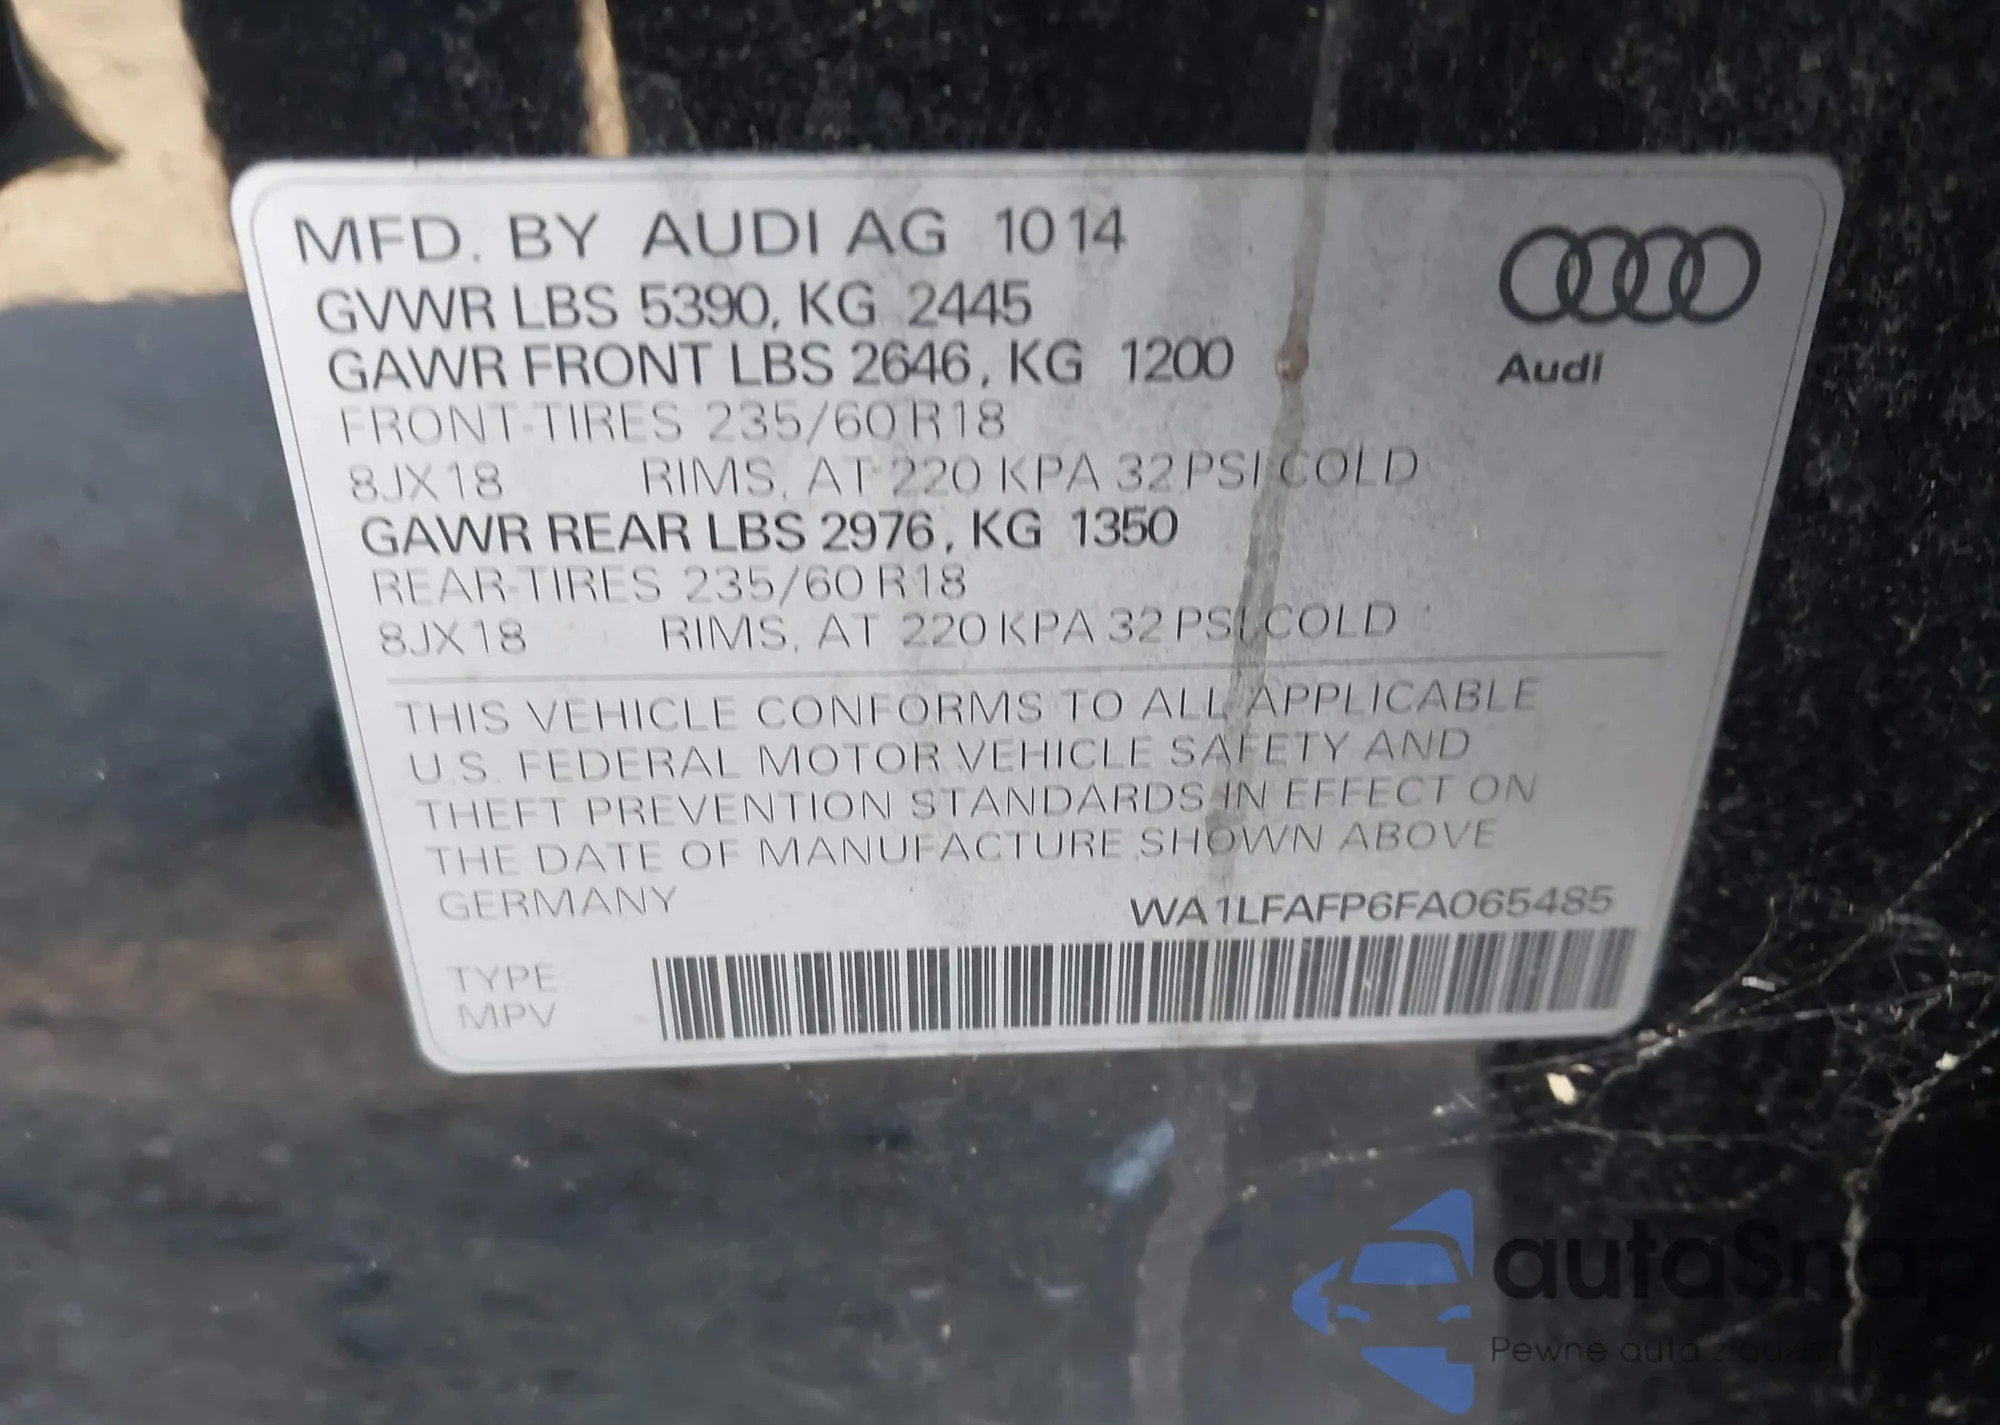 MFD. BY AUDI AG 10 14
GVWR LBS 5390, KG 2445
GAWR FRONT LBS 2646, KG 1200
FRONT-TIRES 235/60 R18
8JX18 RIMS, AT 220 KPA 32 PSI COLD
GAWR REAR LBS 2976, KG 1350
REAR-TIRES 235/60 R18
8JX18 RIMS, AT 220 KPA 32 PSI COLD
Audi
THIS VEHICLE CONFORMS TO ALL APPLICABLE
U.S. FEDERAL MOTOR VEHICLE SAFETY AND
THEFT PREVENTION STANDARDS IN EFFECT ON
THE DATE OF MANUFACTURE SHOWN ABOVE
GERMANY WA1LFAFP6FA065485
TYPE
MPV
autaSnap
Pewne auta z